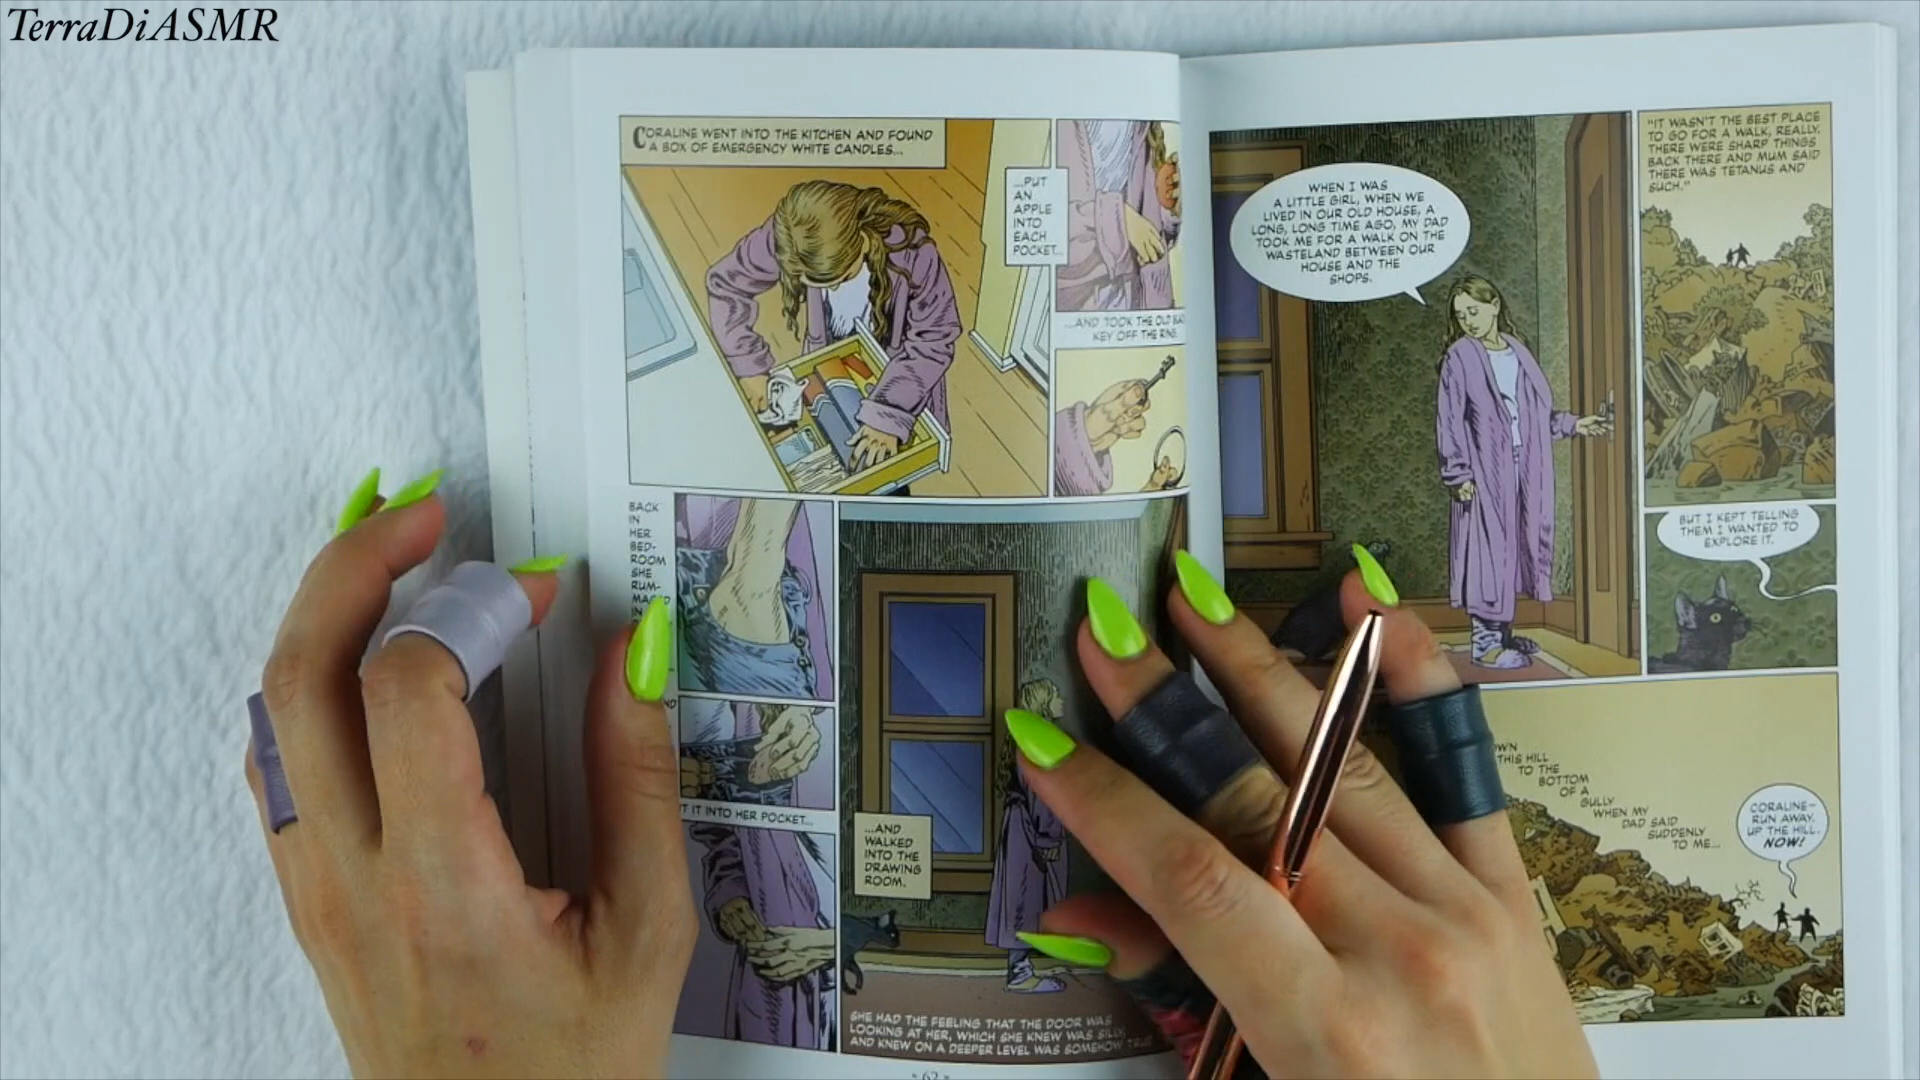 TerraDiASMR
CORALINE WENT INTO THE KITCHEN AND FOUND
A BOX OF EMERGENCY WHITE CANDLES...
...PUT
AN
APPLE
INTO
EACH
POCKET...
...AND TOOK THE OLD
KEY OFF THE RING.
BACK
IN
HER
BED-
ROOM
SHE
RUM-
MAGED
IN
IT INTO HER POCKET...
...AND
WALKED
INTO THE
DRAWING
ROOM.
SHE HAD THE FEELING THAT THE DOOR WAS
LOOKING AT HER, WHICH SHE KNEW WAS SILLY,
AND KNEW ON A DEEPER LEVEL WAS SOMEHOW TRUE.
WHEN I WAS
A LITTLE GIRL, WHEN WE
LIVED IN OUR OLD HOUSE, A
LONG, LONG TIME AGO, MY DAD
TOOK ME FOR A WALK ON THE
WASTELAND BETWEEN OUR
HOUSE AND THE
SHOPS.
"IT WASN'T THE BEST PLACE
TO GO FOR A WALK, REALLY.
THERE WERE SHARP THINGS
BACK THERE AND MUM SAID
THERE WAS TETANUS AND
SUCH."
BUT I KEPT TELLING
THEM I WANTED TO
EXPLORE IT.
THIS HILL
TO THE
BOTTOM
OF A
GULLY
WHEN MY
DAD SAID
SUDDENLY
TO ME...
CORALINE—
RUN AWAY.
UP THE HILL.
NOW!